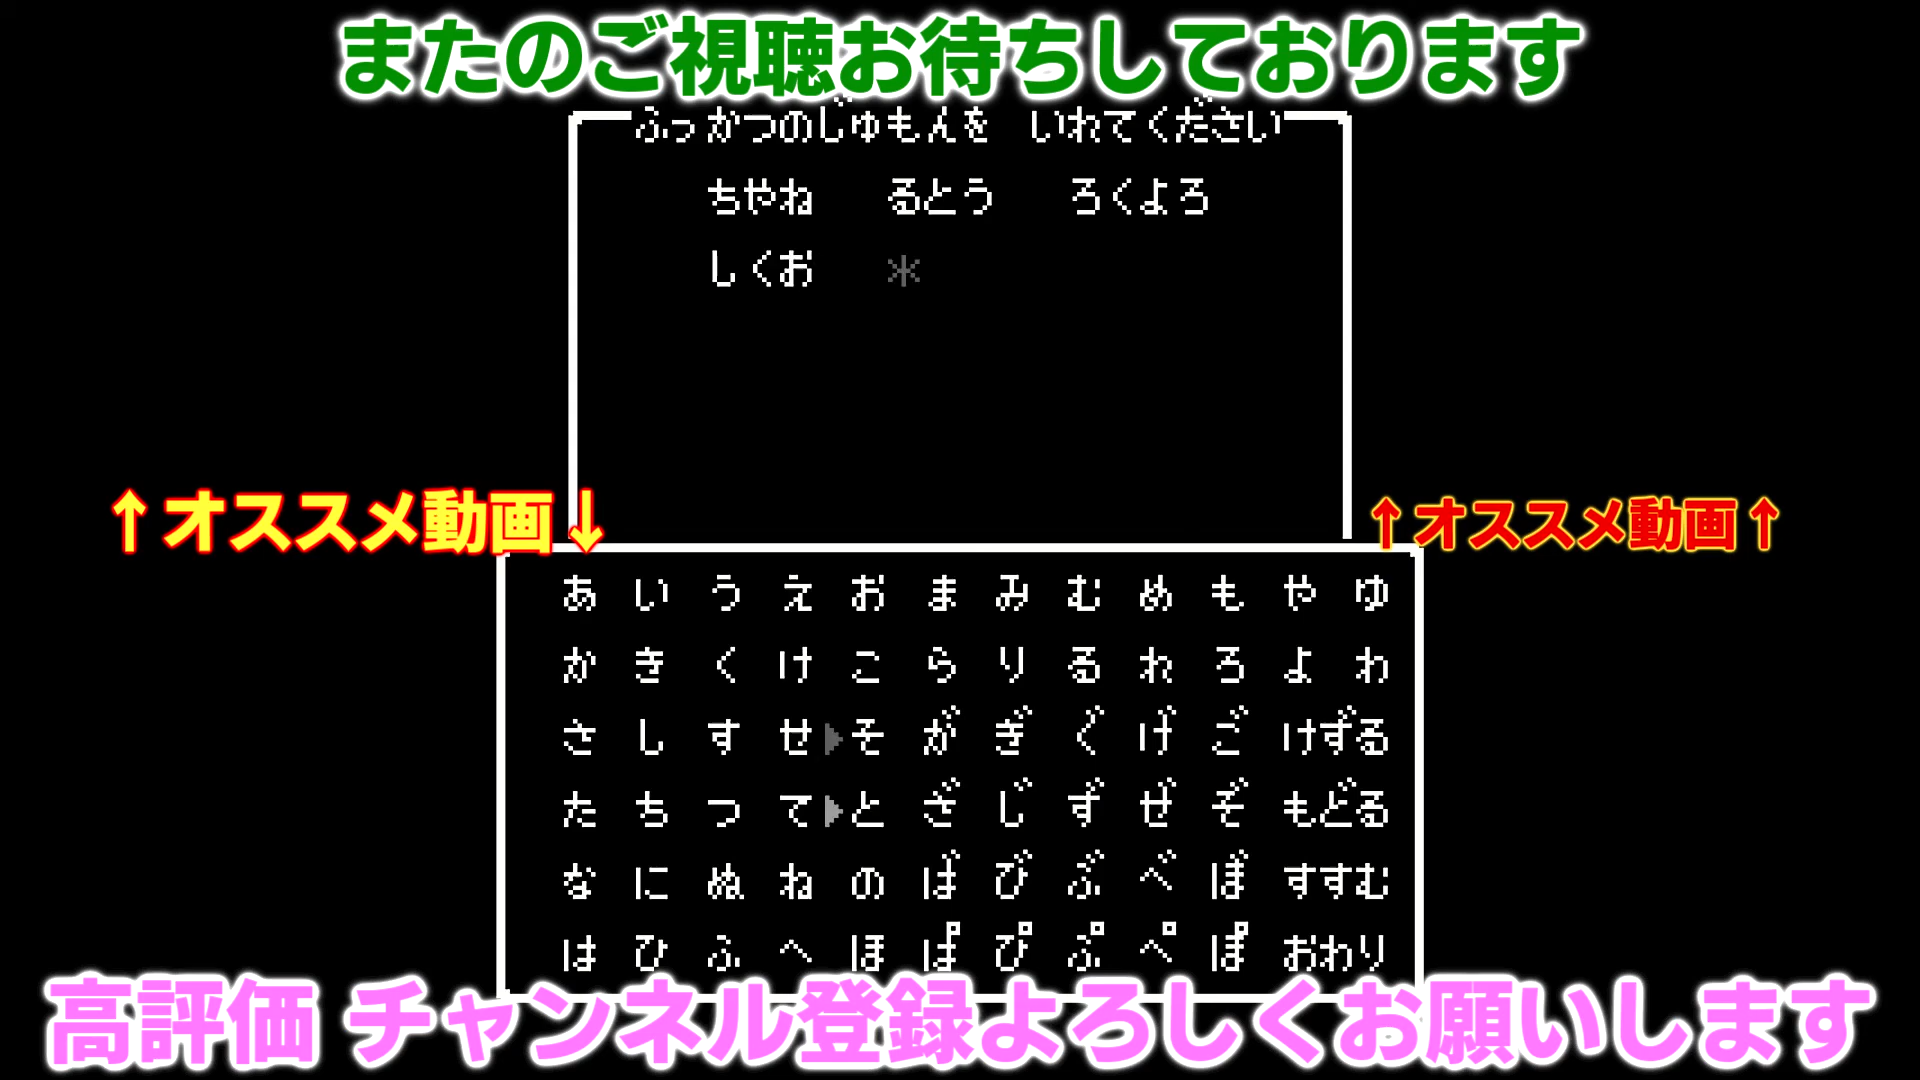 またのご視聴お待ちしております
ふっかつのじゅもんを いれてください
ちやね るとう ろくよろ
しくお *
↑オススメ動画↓
↑オススメ動画↑
あ い う え お ま み む め も や ゆ
か き く け こ ら り る れ ろ よ わ
さ し す せ ▶そ が ぎ ぐ げ ご けずる
た ち つ て ▶と ざ じ ず ぜ ぞ もどる
な に ぬ ね の ば び ぶ べ ぼ すすむ
は ひ ふ へ ほ ぱ ぴ ぷ ぺ ぽ おわり
高評価 チャンネル登録よろしくお願いします